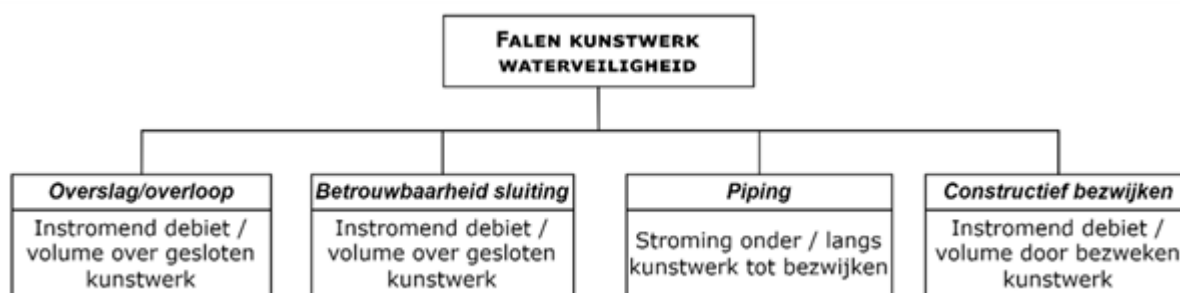 FALEN KUNSTWERK
WATERVEILIGHEID
Overslag/overloop
Instromend debiet /
volume over gesloten
kunstwerk
Betrouwbaarheid sluiting
Instromend debiet /
volume over gesloten
kunstwerk
Piping
Stroming onder / langs
kunstwerk tot bezwijken
Constructief bezwijken
Instromend debiet /
volume door bezweken
kunstwerk